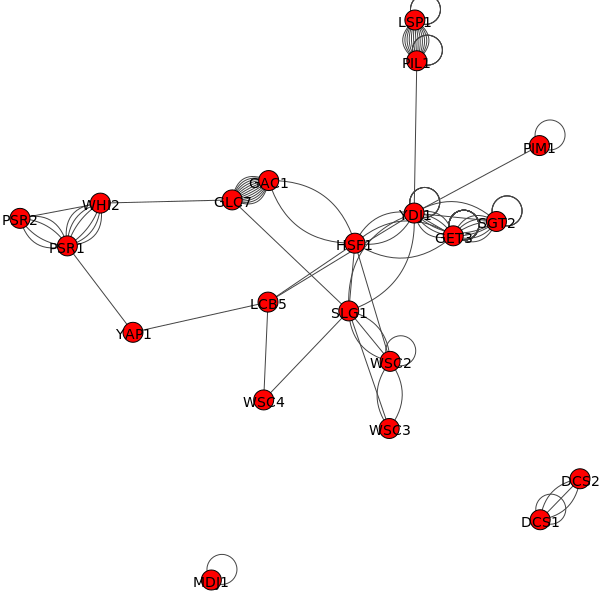 LSP1
PIL1
PIM1
GAC1
GLC7
WHI2
PSR2
PSR1
YDJ1
SGT2
GET3
HSF1
LCB5
SLG1
YAP1
WSC2
WSC4
WSC3
DCS2
DCS1
MDJ1